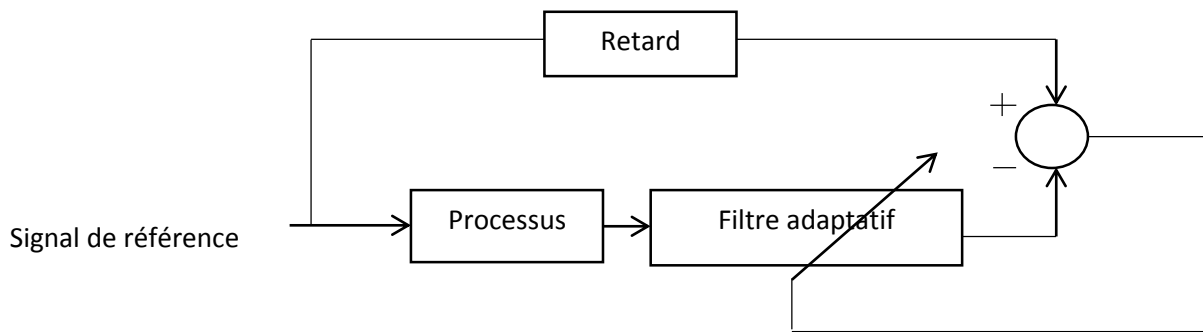 Retard
+
−
Processus
Filtre adaptatif
Signal de référence